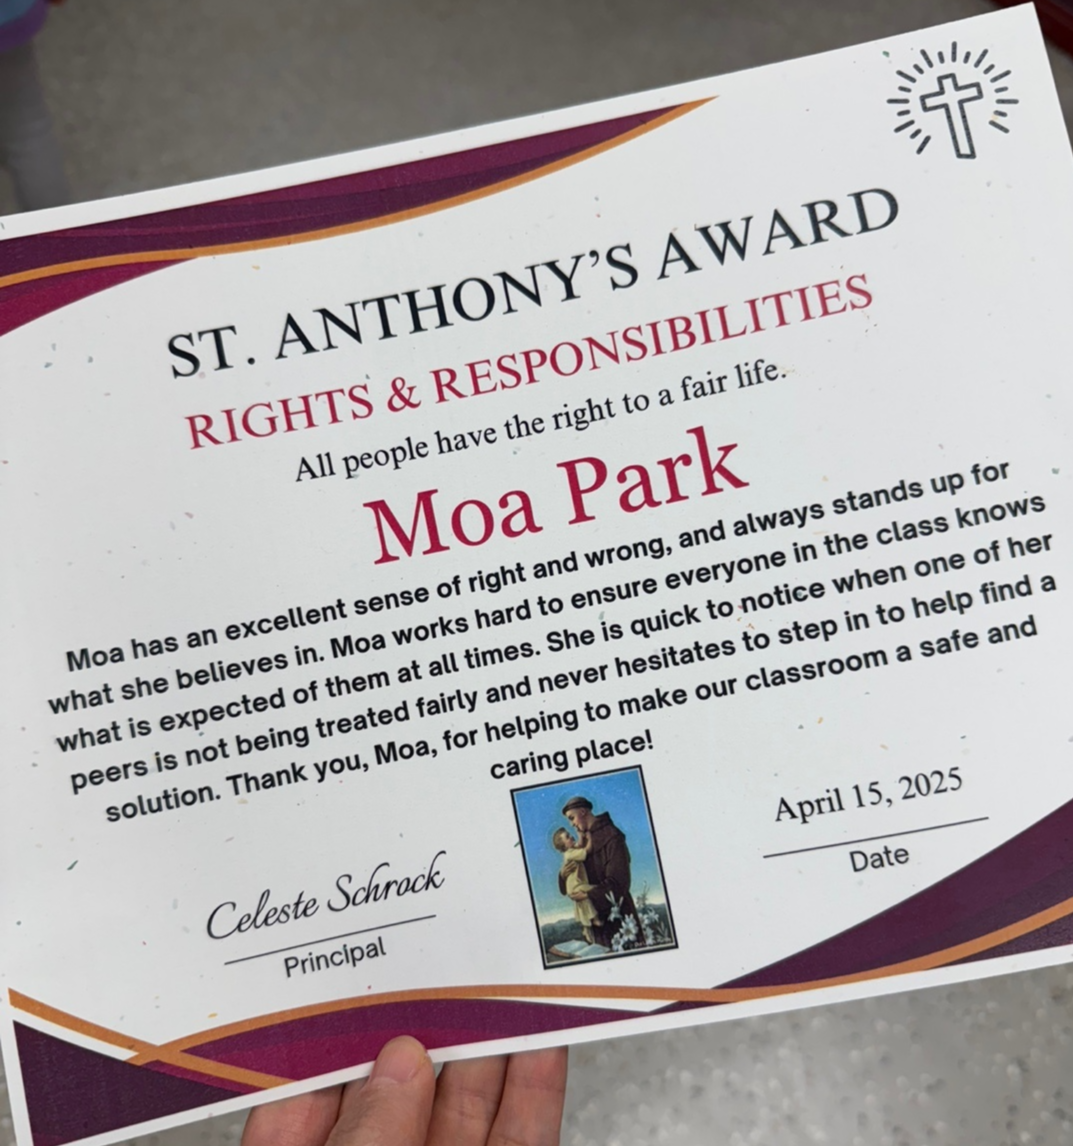 ST. ANTHONY'S AWARD
RIGHTS & RESPONSIBILITIES
All people have the right to a fair life.
Moa Park
Moa has an excellent sense of right and wrong, and always stands up for
what she believes in. Moa works hard to ensure everyone in the class knows
what is expected of them at all times. She is quick to notice when one of her
peers is not being treated fairly and never hesitates to step in to help find a
solution. Thank you, Moa, for helping to make our classroom a safe and
caring place!
Celeste Schrock
Principal
April 15, 2025
Date